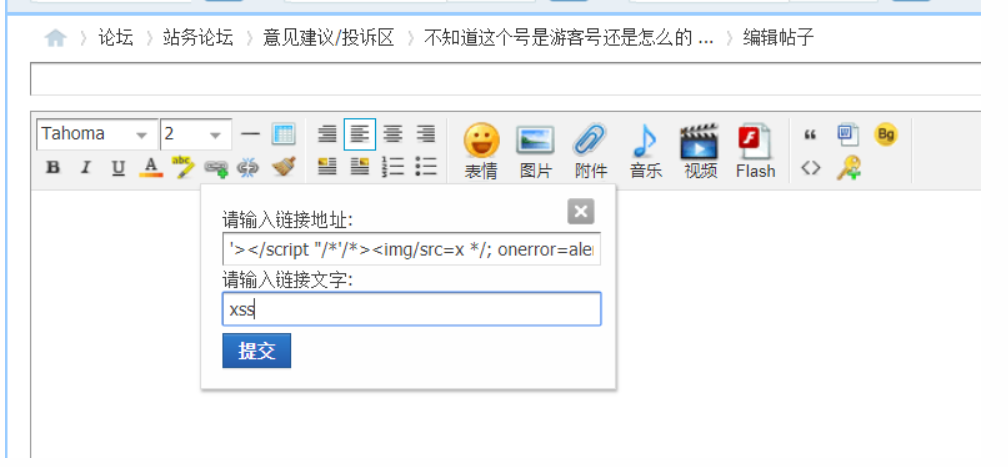 论坛 〉 站务论坛 〉 意见建议/投诉区 〉 不知道这个号是游客号还是怎么的 ... 〉 编辑帖子
Tahoma 2
B I U A abc 表情 图片 附件 音乐 视频 Flash “ W Bg <>
请输入链接地址:
'></script "/*'/*><img/src=x */; onerror=aler
请输入链接文字:
xss
提交